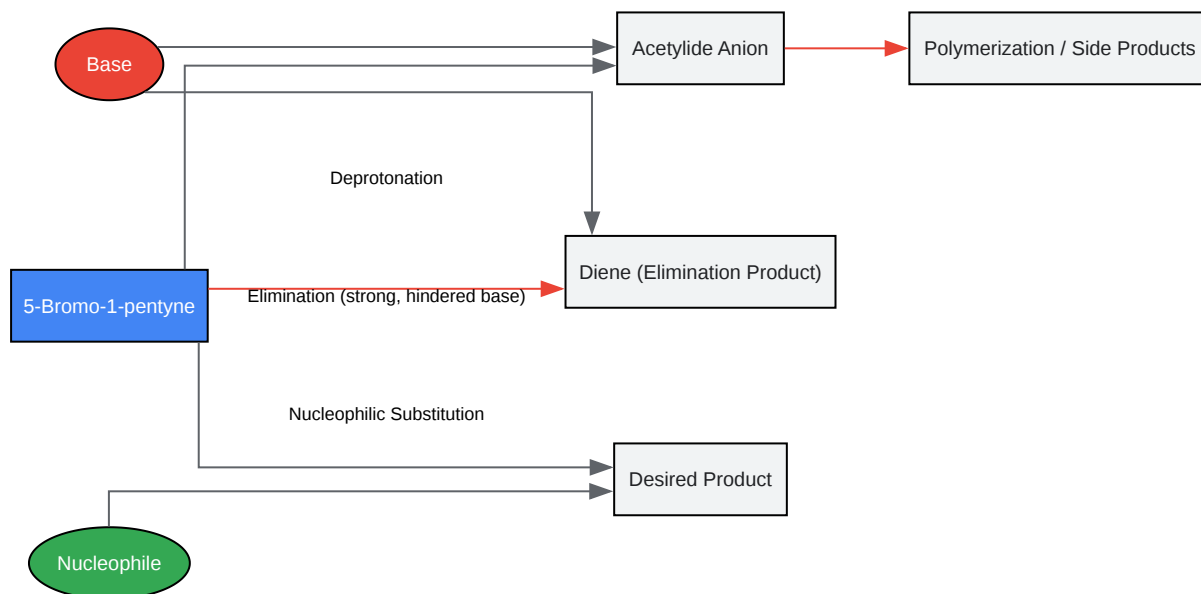 Base
Acetylide Anion
Polymerization / Side Products
Deprotonation
Diene (Elimination Product)
5-Bromo-1-pentyne
Elimination (strong, hindered base)
Nucleophilic Substitution
Desired Product
Nucleophile